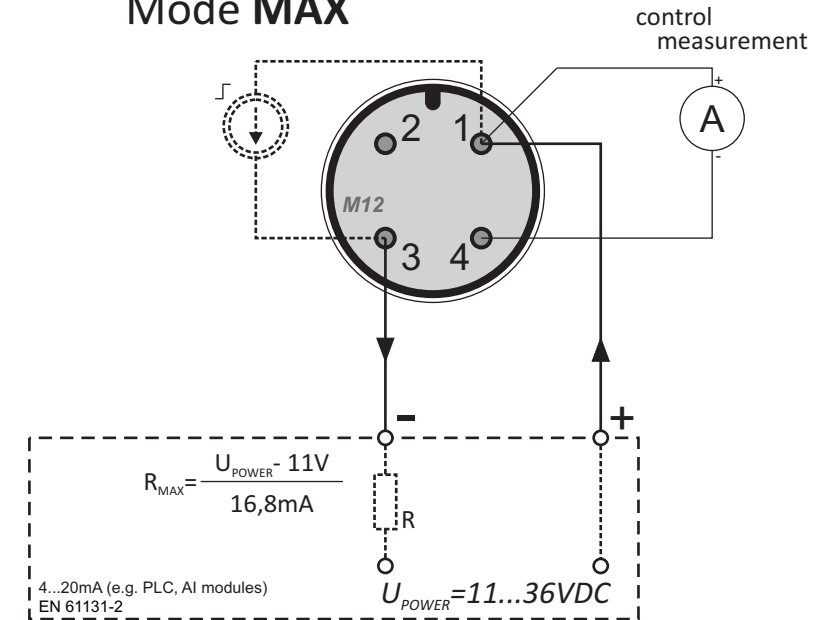 Mode MAX
control
measurement
+
A
-
2
1
M12
3
4
-
+
R_MAX=
U_POWER- 11V
16,8mA
R
4...20mA (e.g. PLC, AI modules)
EN 61131-2
U_POWER=11...36VDC